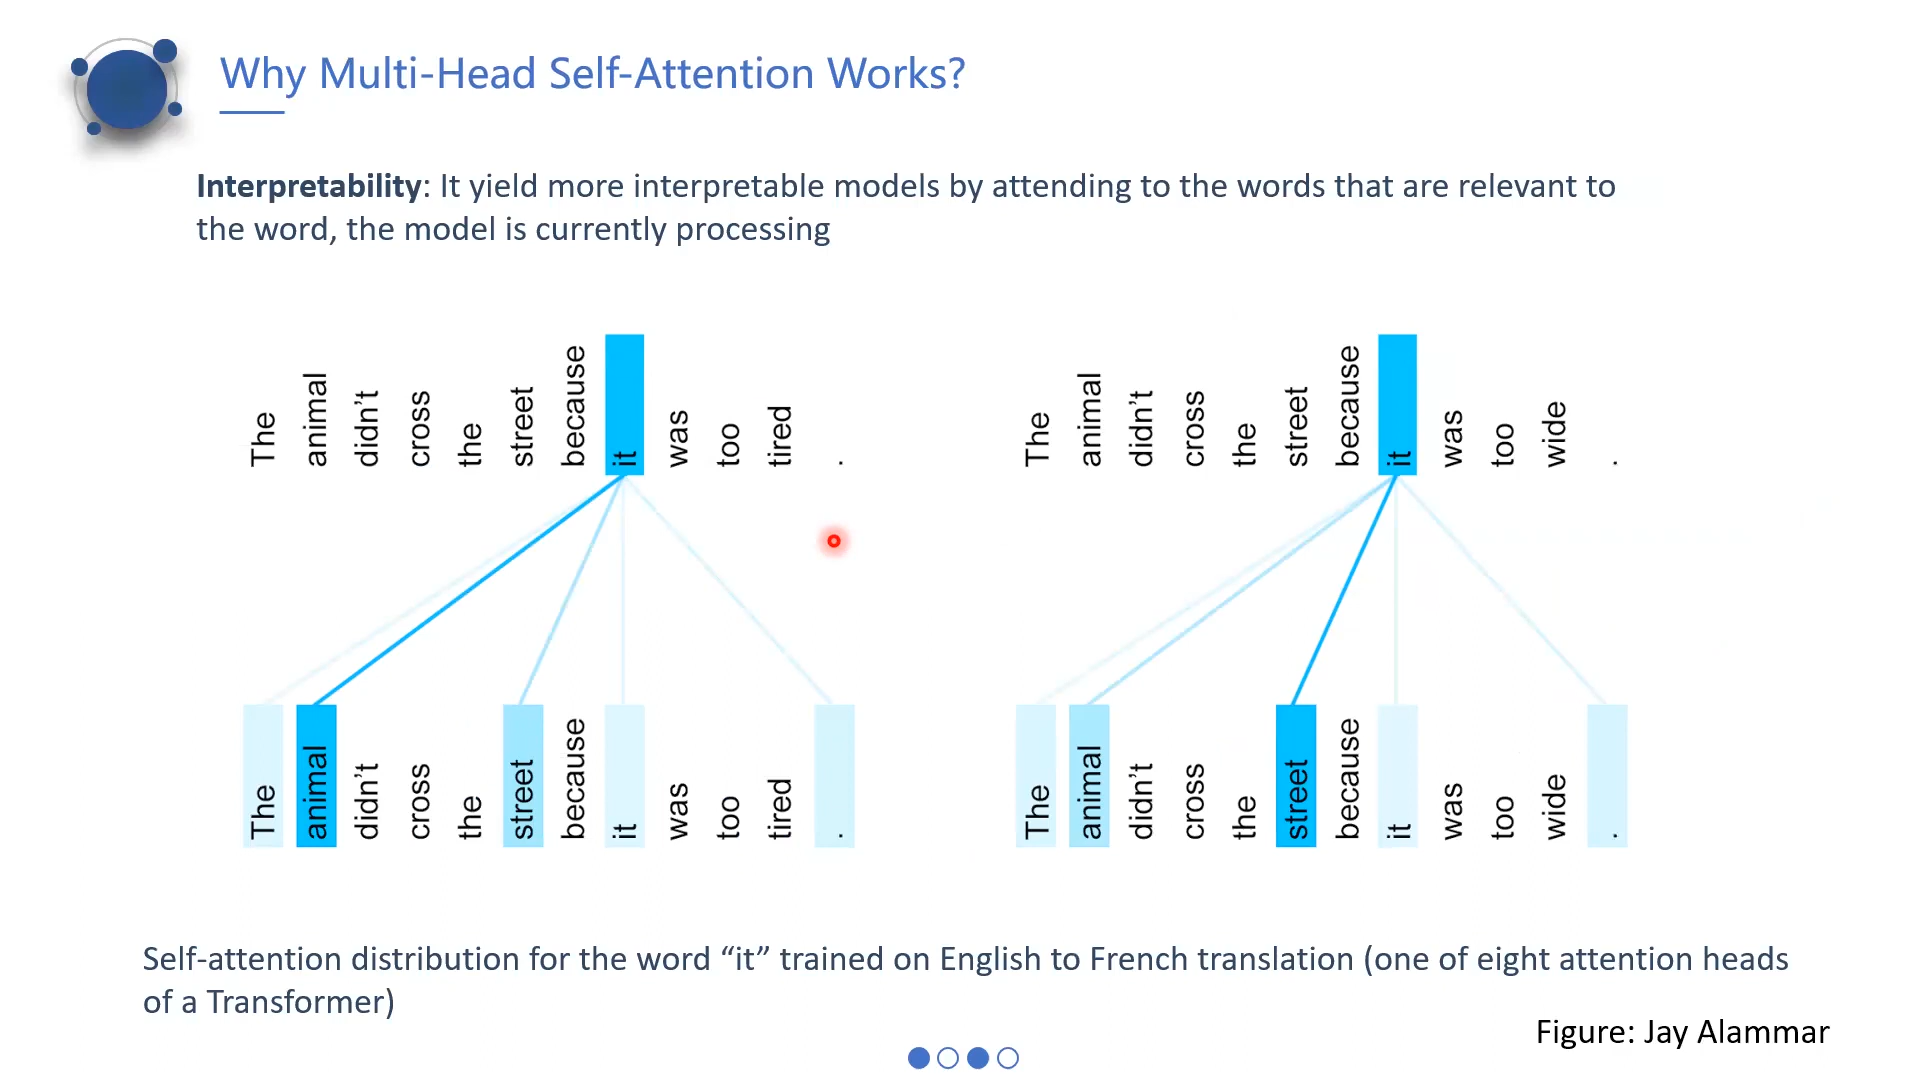 Why Multi-Head Self-Attention Works?
Interpretability: It yield more interpretable models by attending to the words that are relevant to
the word, the model is currently processing
The animal didn't cross the street because it was too tired .
The animal didn't cross the street because it was too wide .
The animal didn't cross the street because it was too tired .
The animal didn't cross the street because it was too wide .
Self-attention distribution for the word “it” trained on English to French translation (one of eight attention heads
of a Transformer)
Figure: Jay Alammar